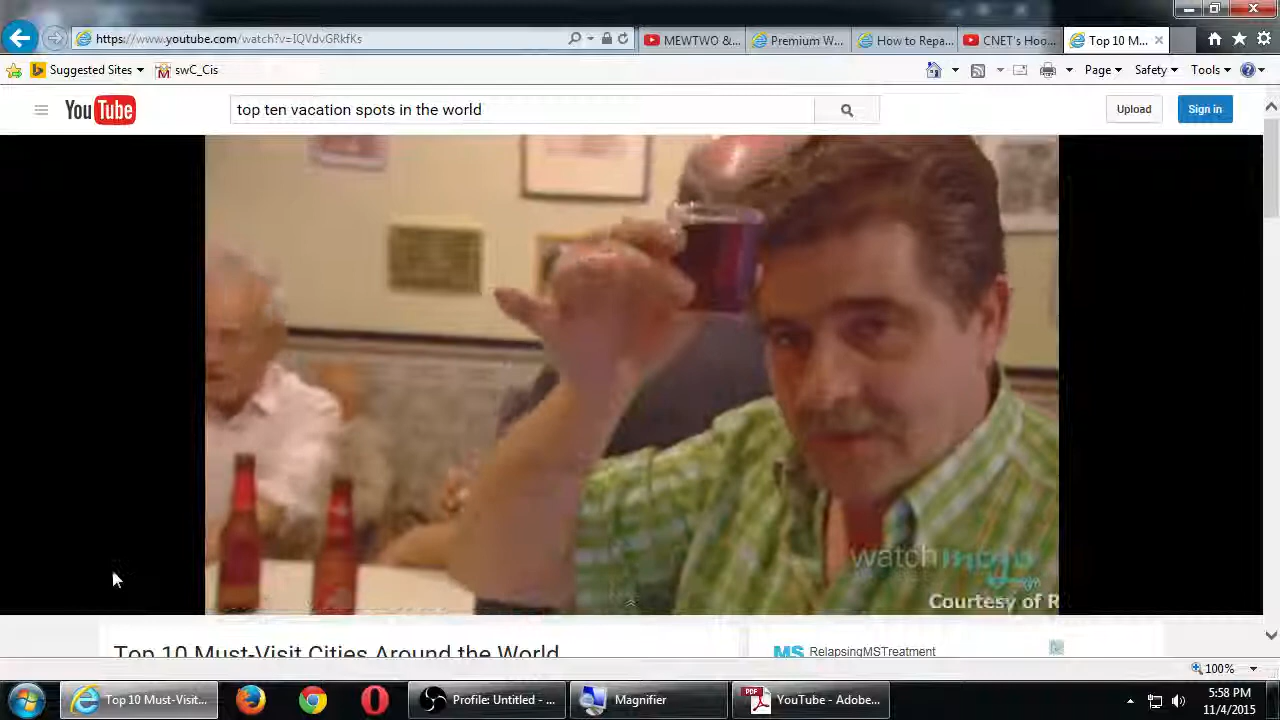 https://www.youtube.com/watch?v=IQVdvGRkfKs
MEWTWO &...
Premium W...
How to Repa...
CNET's Hoo...
Top 10 M...
Suggested Sites
swC_Cis
Page
Safety
Tools
YouTube
top ten vacation spots in the world
Upload
Sign in
watchmojo
Courtesy of R
Top 10 Must-Visit Cities Around the World
MS RelapsingMSTreatment
100%
Top 10 Must-Visit...
Profile: Untitled - ...
Magnifier
PDF
YouTube - Adobe...
5:58 PM
11/4/2015